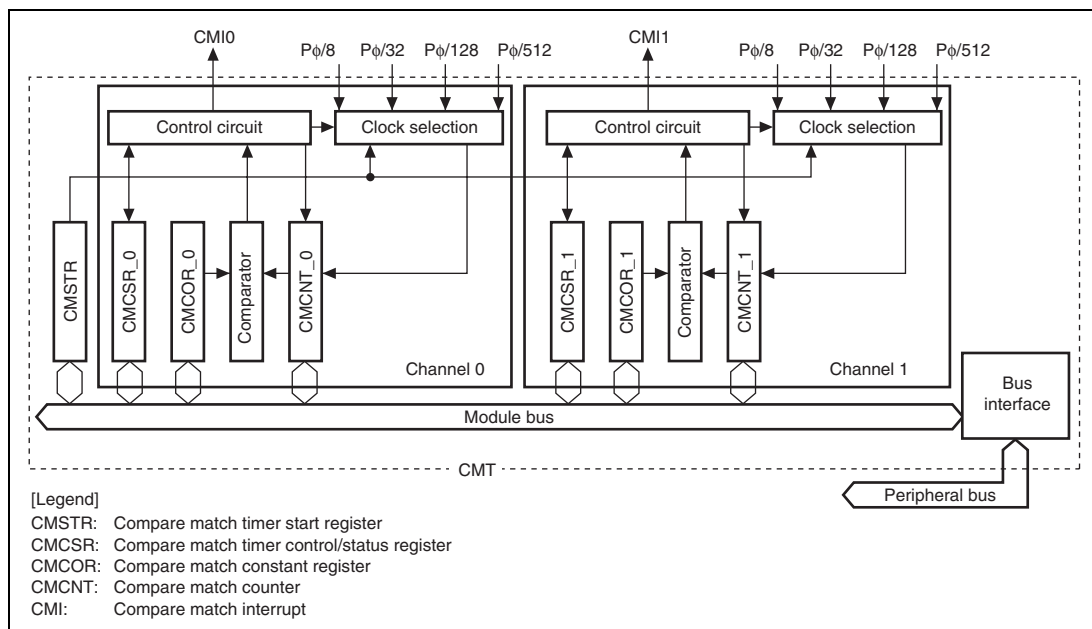 CMI0 Pϕ/8 Pϕ/32 Pϕ/128 Pϕ/512 CMI1 Pϕ/8 Pϕ/32 Pϕ/128 Pϕ/512
Control circuit Clock selection Control circuit Clock selection
CMSTR
CMCSR_0
CMCOR_0
Comparator
CMCNT_0
CMCSR_1
CMCOR_1
Comparator
CMCNT_1
Channel 0 Channel 1
Bus
interface
Module bus
CMT
Peripheral bus
[Legend]
CMSTR: Compare match timer start register
CMCSR: Compare match timer control/status register
CMCOR: Compare match constant register
CMCNT: Compare match counter
CMI: Compare match interrupt